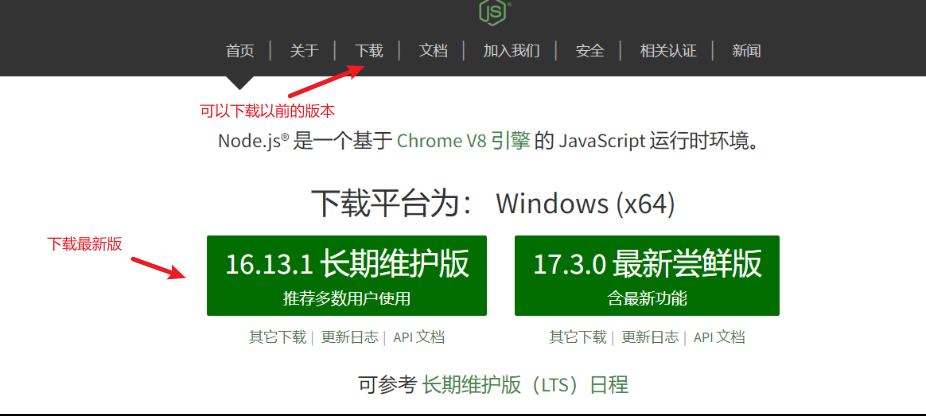 JS
首页 | 关于 | 下载 | 文档 | 加入我们 | 安全 | 相关认证 | 新闻
可以下载以前的版本
Node.js® 是一个基于 Chrome V8 引擎 的 JavaScript 运行时环境。
下载平台为： Windows (x64)
下载最新版
16.13.1 长期维护版
推荐多数用户使用
17.3.0 最新尝鲜版
含最新功能
其它下载 | 更新日志 | API 文档
其它下载 | 更新日志 | API 文档
可参考 长期维护版（LTS）日程